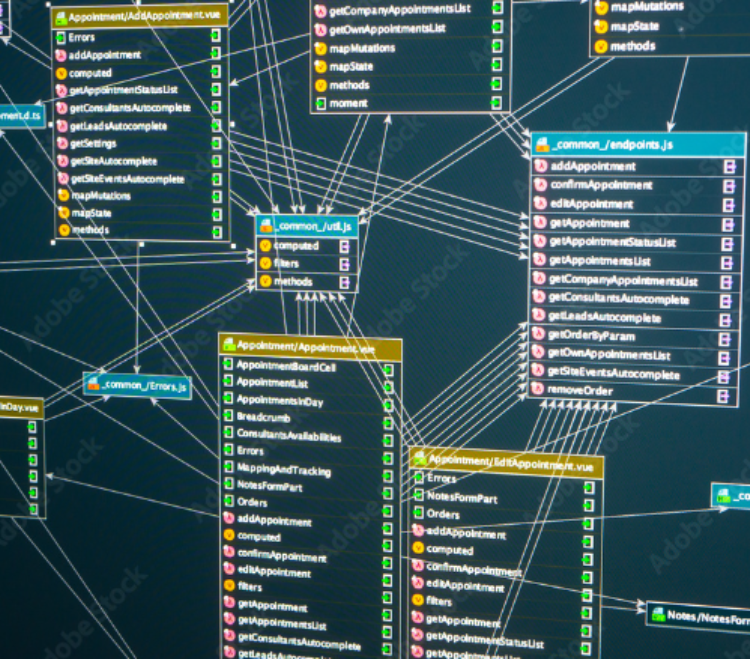 Appointment/AddAppointment.vue
Errors
addAppointment
computed
getAppointmentStatusList
getConsultantsAutocomplete
getLeadsAutocomplete
getSettings
getSiteAutocomplete
getSiteEventsAutocomplete
mapMutations
mapState
methods
getCompanyAppointmentsList
getOwnAppointmentsList
mapMutations
mapState
methods
moment
mapMutations
mapState
methods
ment.d.ts
_common_/endpoints.js
addAppointment
confirmAppointment
editAppointment
getAppointment
getAppointmentStatusList
getAppointmentsList
getCompanyAppointmentsList
getConsultantsAutocomplete
getLeadsAutocomplete
getOrderByParam
getOwnAppointmentsList
getSiteEventsAutocomplete
removeOrder
_common_/util.js
computed
filters
methods
_common_/Errors.js
inDay.vue
Appointment/Appointment.vue
AppointmentBoardCell
AppointmentList
AppointmentsInDay
Breadcrumb
ConsultantsAvailabilities
Errors
MappingAndTracking
NotesFormPart
Orders
addAppointment
computed
confirmAppointment
editAppointment
filters
getAppointment
getAppointmentsList
getConsultantsAutocomplete
getLeadsAutocomplete
Appointment/EditAppointment.vue
Errors
NotesFormPart
Orders
addAppointment
computed
confirmAppointment
editAppointment
filters
getAppointment
getAppointmentStatusList
getAppointmentsList
_co
Notes/NotesForm
Adobe Stock